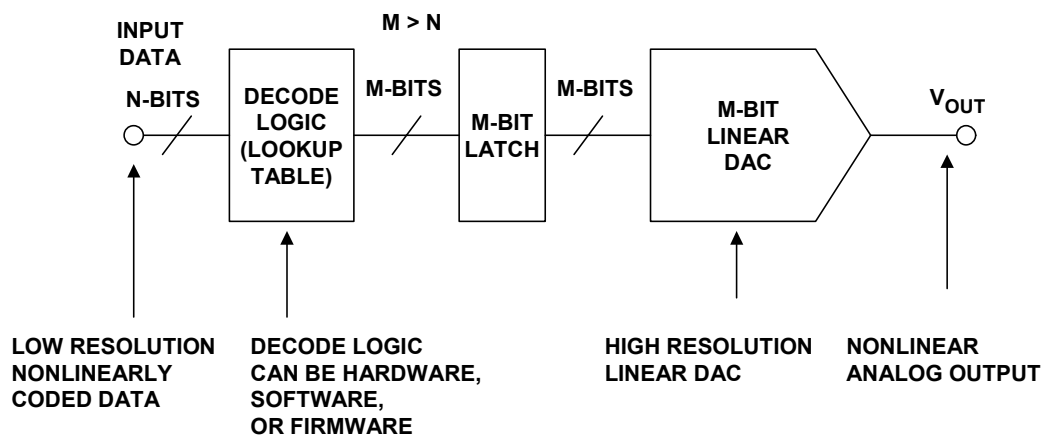 INPUT
DATA
N-BITS
M > N
DECODE
LOGIC
(LOOKUP
TABLE)
M-BITS
M-BIT
LATCH
M-BITS
M-BIT
LINEAR
DAC
VOUT
LOW RESOLUTION
NONLINEARLY
CODED DATA
DECODE LOGIC
CAN BE HARDWARE,
SOFTWARE,
OR FIRMWARE
HIGH RESOLUTION
LINEAR DAC
NONLINEAR
ANALOG OUTPUT